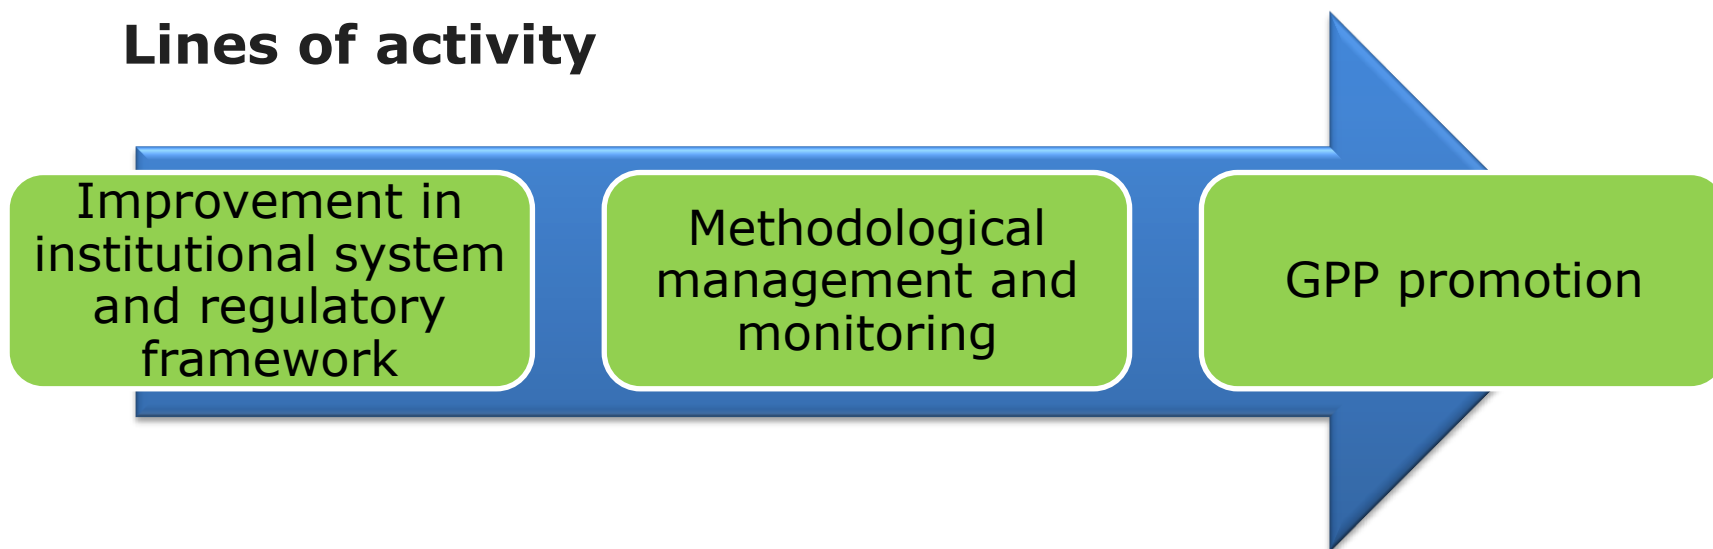 Lines of activity
Improvement in
institutional system
and regulatory
framework
Methodological
management and
monitoring
GPP promotion